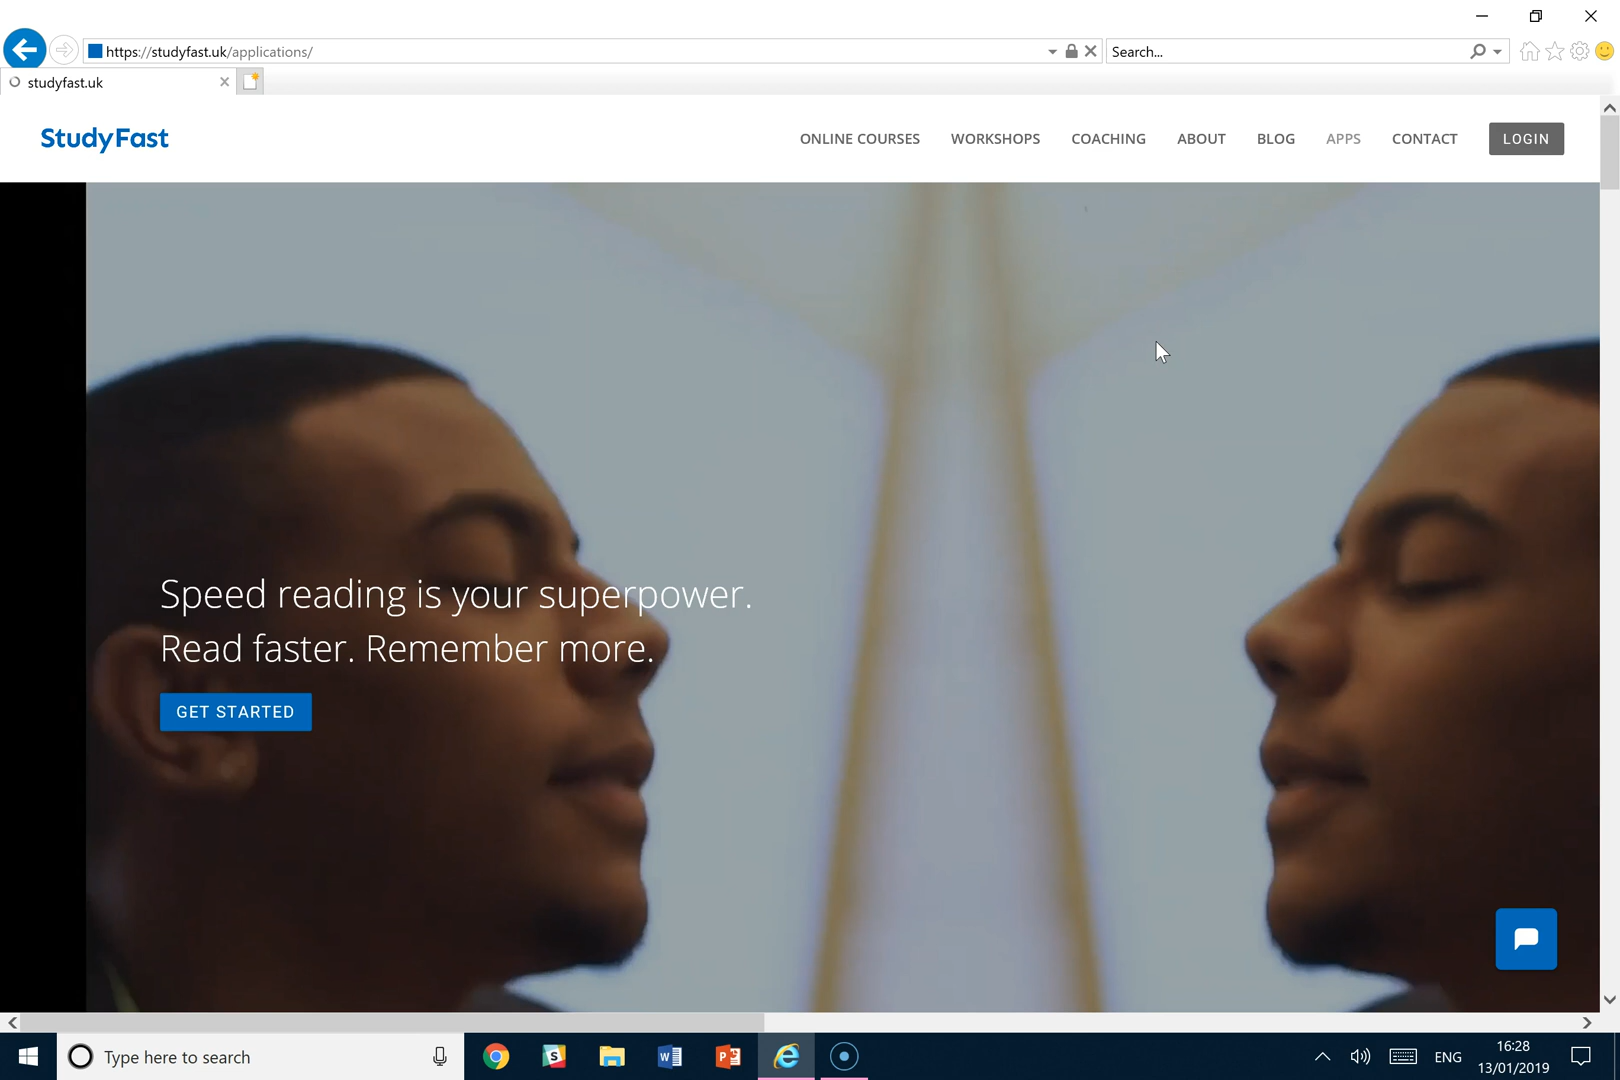 https://studyfast.uk/applications/
Search...
studyfast.uk
StudyFast
ONLINE COURSES
WORKSHOPS
COACHING
ABOUT
BLOG
APPS
CONTACT
LOGIN
Speed reading is your superpower.
Read faster. Remember more.
GET STARTED
Type here to search
S
W
P
ENG
16:28
13/01/2019